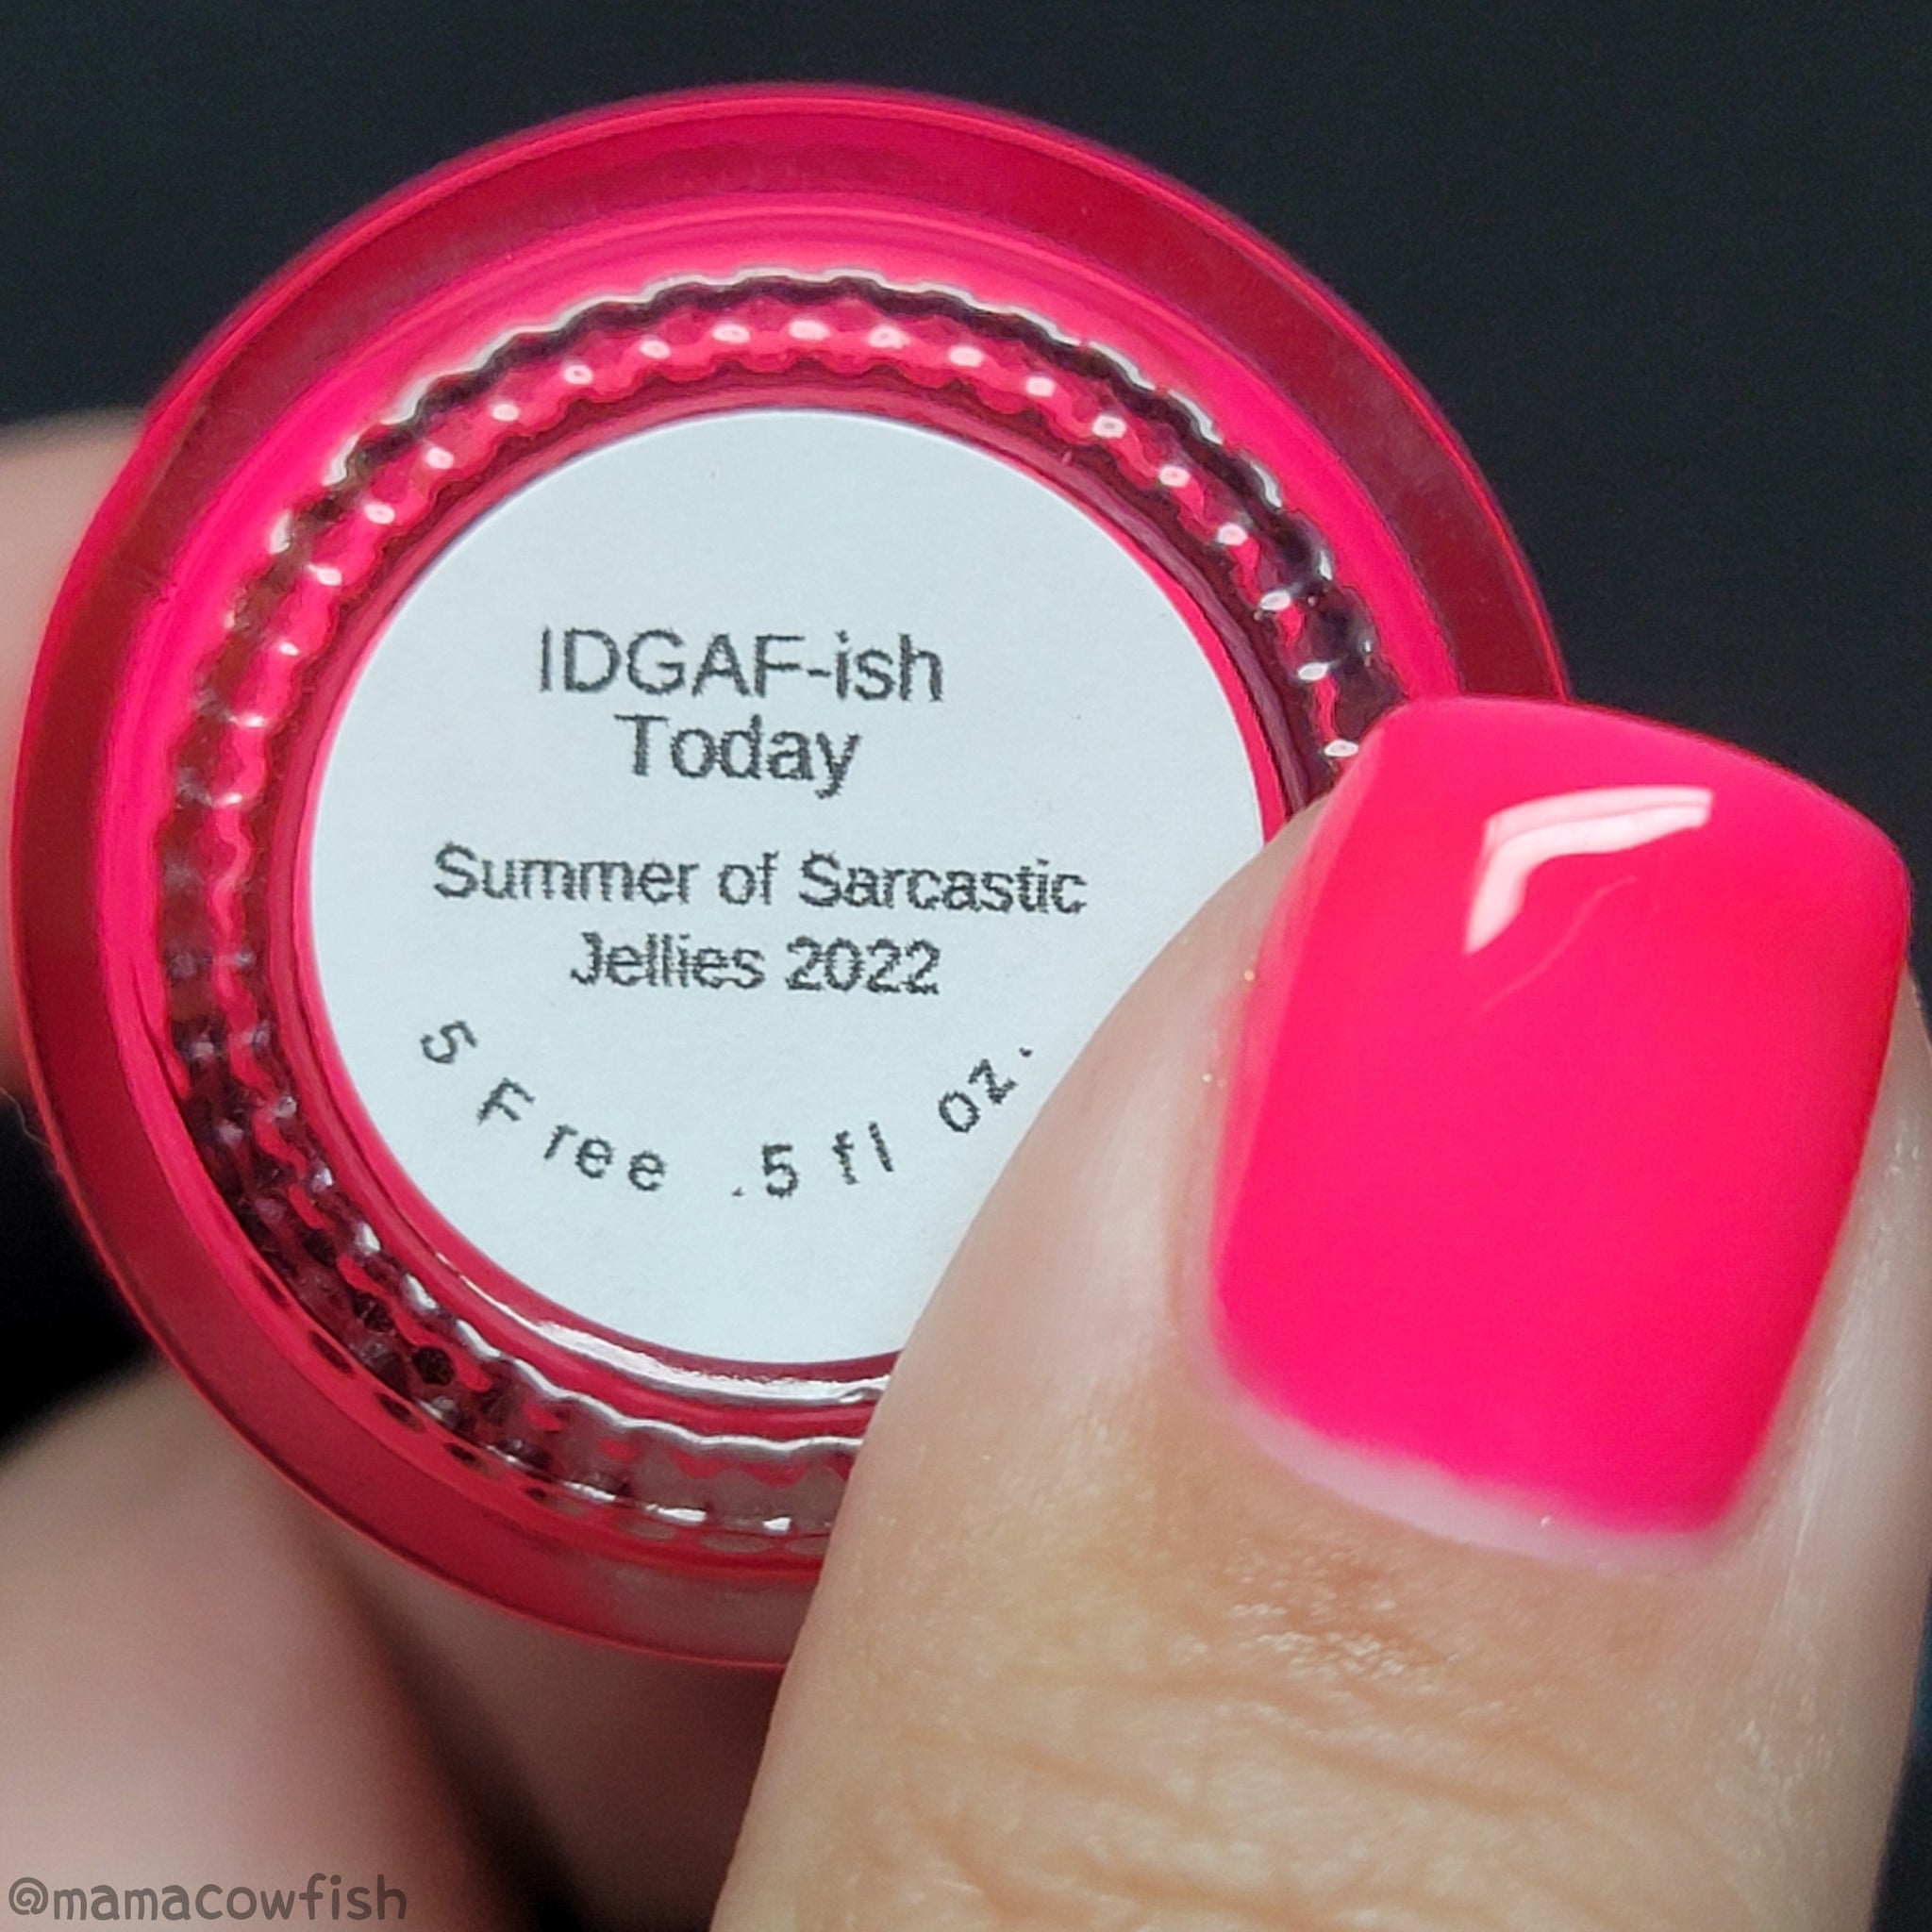 IDGAF-ish
Today
Summer of Sarcastic
Jellies 2022
5 Free .5 fl oz.
@mamacowfish